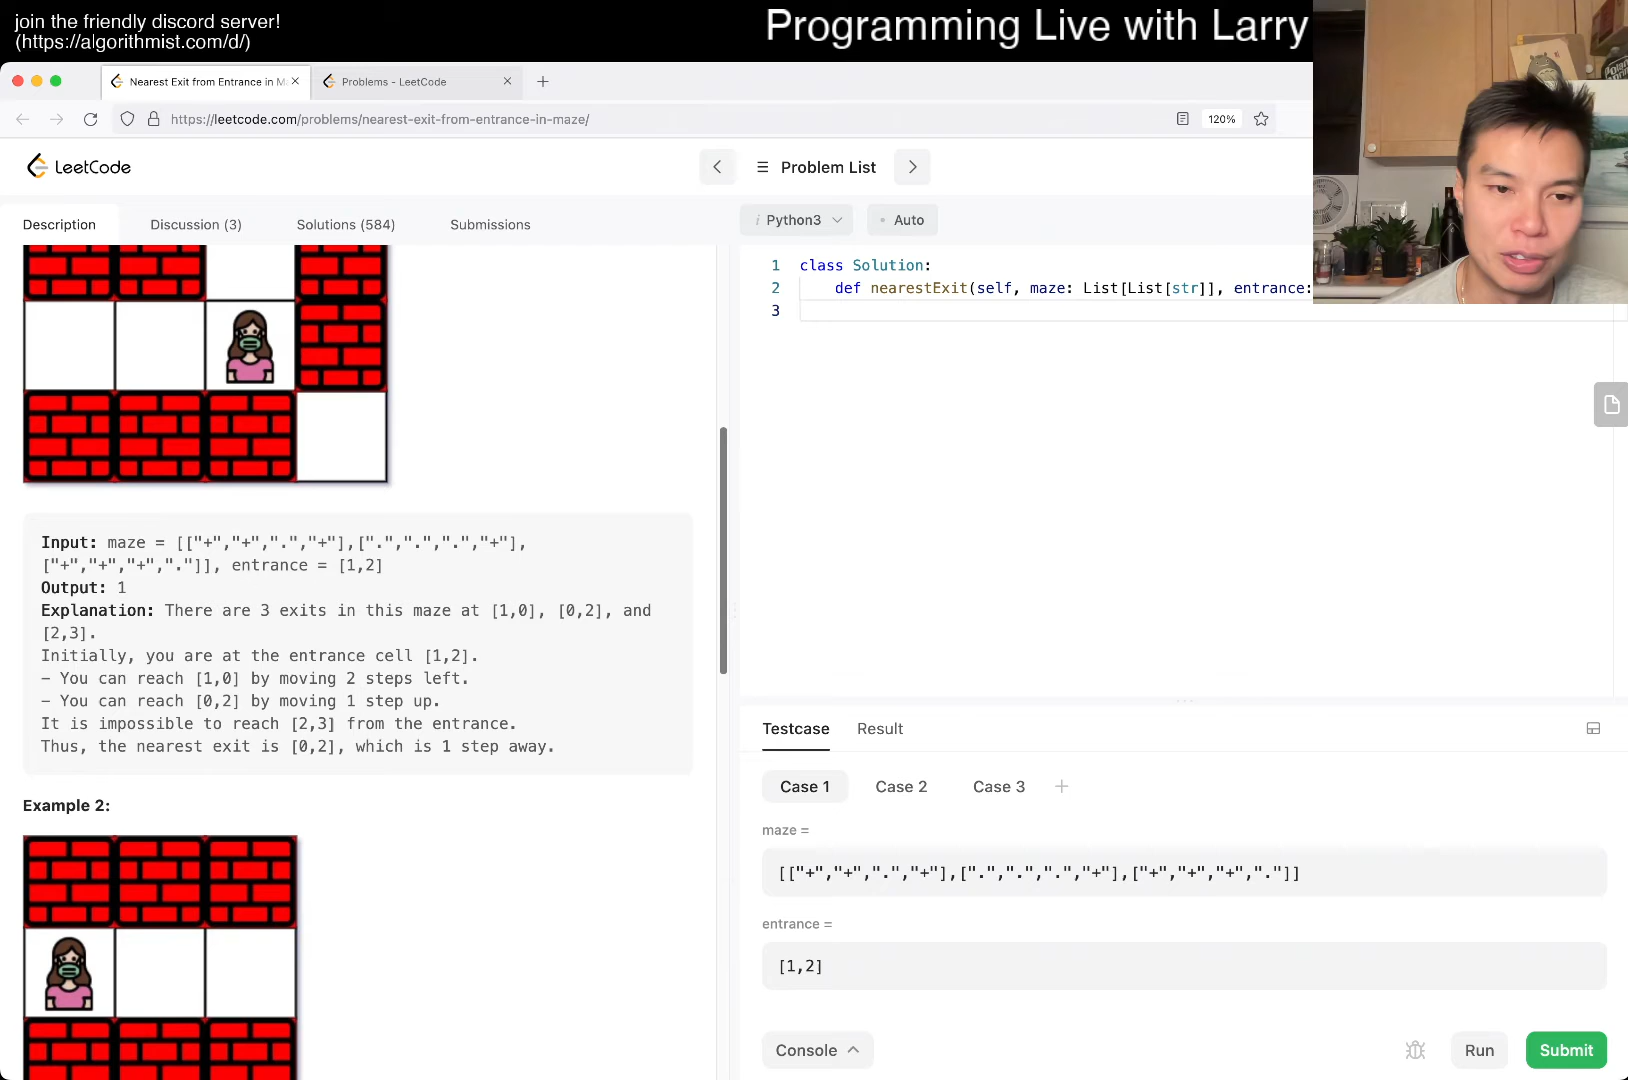 join the friendly discord server!
(https://algorithmist.com/d/)
Programming Live with Larry
Nearest Exit from Entrance in M
Problems - LeetCode
https://leetcode.com/problems/nearest-exit-from-entrance-in-maze/
120%
LeetCode
Problem List
Description
Discussion (3)
Solutions (584)
Submissions
Python3
Auto
1 class Solution:
2 def nearestExit(self, maze: List[List[str]], entrance:
3
Input: maze = [["+","+",".","+"],[".",".",".","+"],
["+","+","+","."]], entrance = [1,2]
Output: 1
Explanation: There are 3 exits in this maze at [1,0], [0,2], and
[2,3].
Initially, you are at the entrance cell [1,2].
- You can reach [1,0] by moving 2 steps left.
- You can reach [0,2] by moving 1 step up.
It is impossible to reach [2,3] from the entrance.
Thus, the nearest exit is [0,2], which is 1 step away.
Example 2:
Testcase
Result
Case 1
Case 2
Case 3
maze =
[["+","+",".","+"],[".",".",".","+"],["+","+","+","."]]
entrance =
[1,2]
Console
Run
Submit